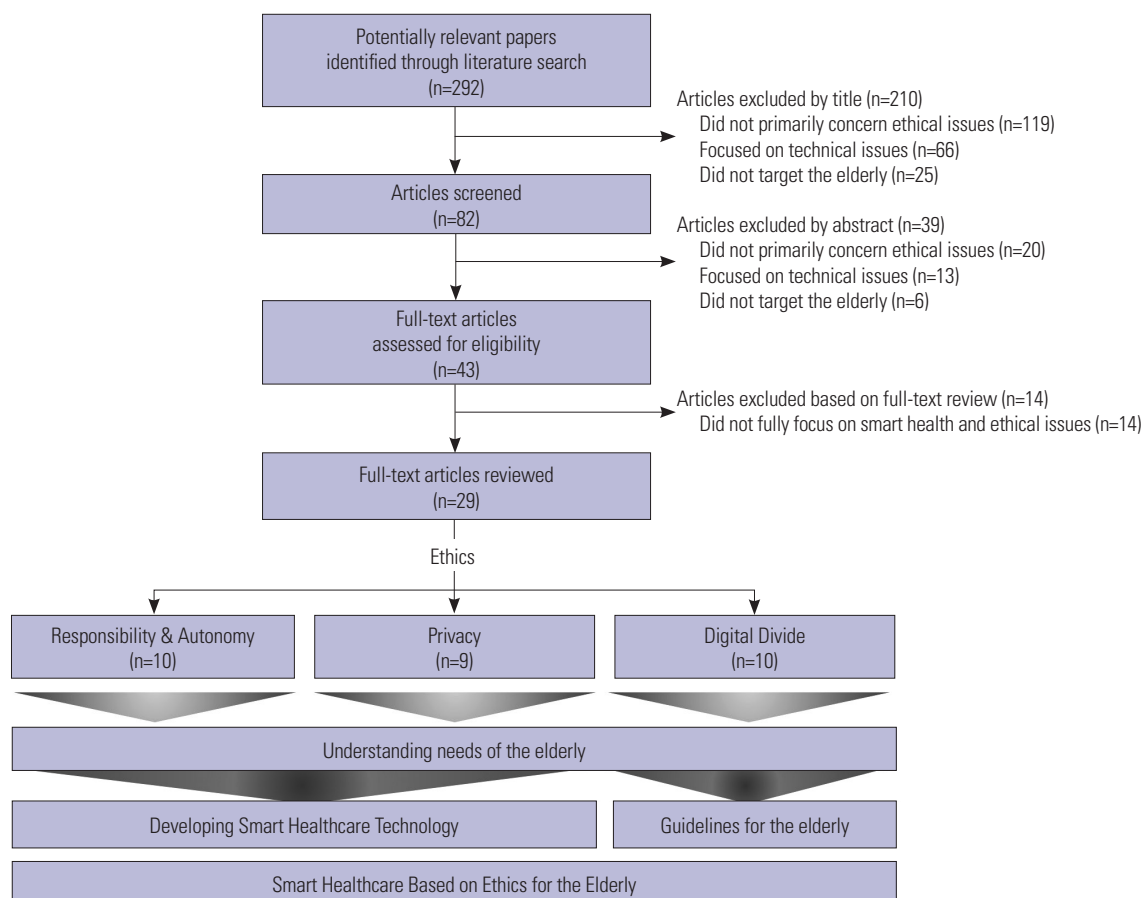 Potentially relevant papers
identified through literature search
(n=292)
Articles excluded by title (n=210)
Did not primarily concern ethical issues (n=119)
Focused on technical issues (n=66)
Did not target the elderly (n=25)
Articles screened
(n=82)
Articles excluded by abstract (n=39)
Did not primarily concern ethical issues (n=20)
Focused on technical issues (n=13)
Did not target the elderly (n=6)
Full-text articles
assessed for eligibility
(n=43)
Articles excluded based on full-text review (n=14)
Did not fully focus on smart health and ethical issues (n=14)
Full-text articles reviewed
(n=29)
Ethics
Responsibility & Autonomy
(n=10)
Privacy
(n=9)
Digital Divide
(n=10)
Understanding needs of the elderly
Developing Smart Healthcare Technology
Guidelines for the elderly
Smart Healthcare Based on Ethics for the Elderly